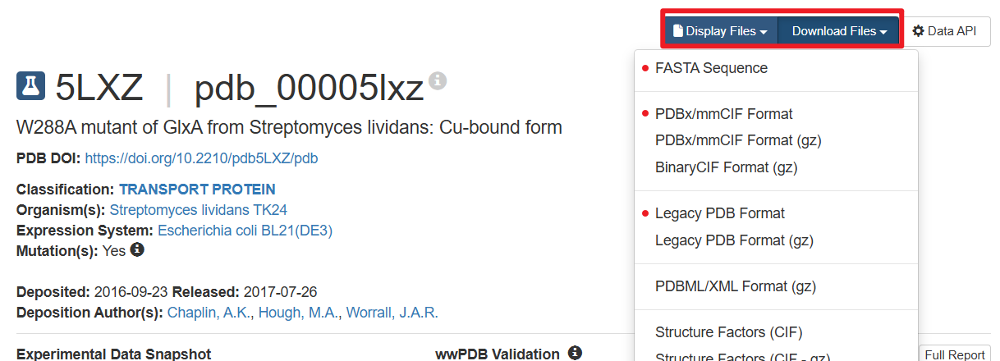 Display Files Download Files Data API
5LXZ | pdb_00005lxz
W288A mutant of GlxA from Streptomyces lividans: Cu-bound form
PDB DOI: https://doi.org/10.2210/pdb5LXZ/pdb
Classification: TRANSPORT PROTEIN
Organism(s): Streptomyces lividans TK24
Expression System: Escherichia coli BL21(DE3)
Mutation(s): Yes
Deposited: 2016-09-23 Released: 2017-07-26
Deposition Author(s): Chaplin, A.K., Hough, M.A., Worrall, J.A.R.
Experimental Data Snapshot
wwPDB Validation
Full Report
FASTA Sequence
PDBx/mmCIF Format
PDBx/mmCIF Format (gz)
BinaryCIF Format (gz)
Legacy PDB Format
Legacy PDB Format (gz)
PDBML/XML Format (gz)
Structure Factors (CIF)
Structure Factors (CIF - gz)